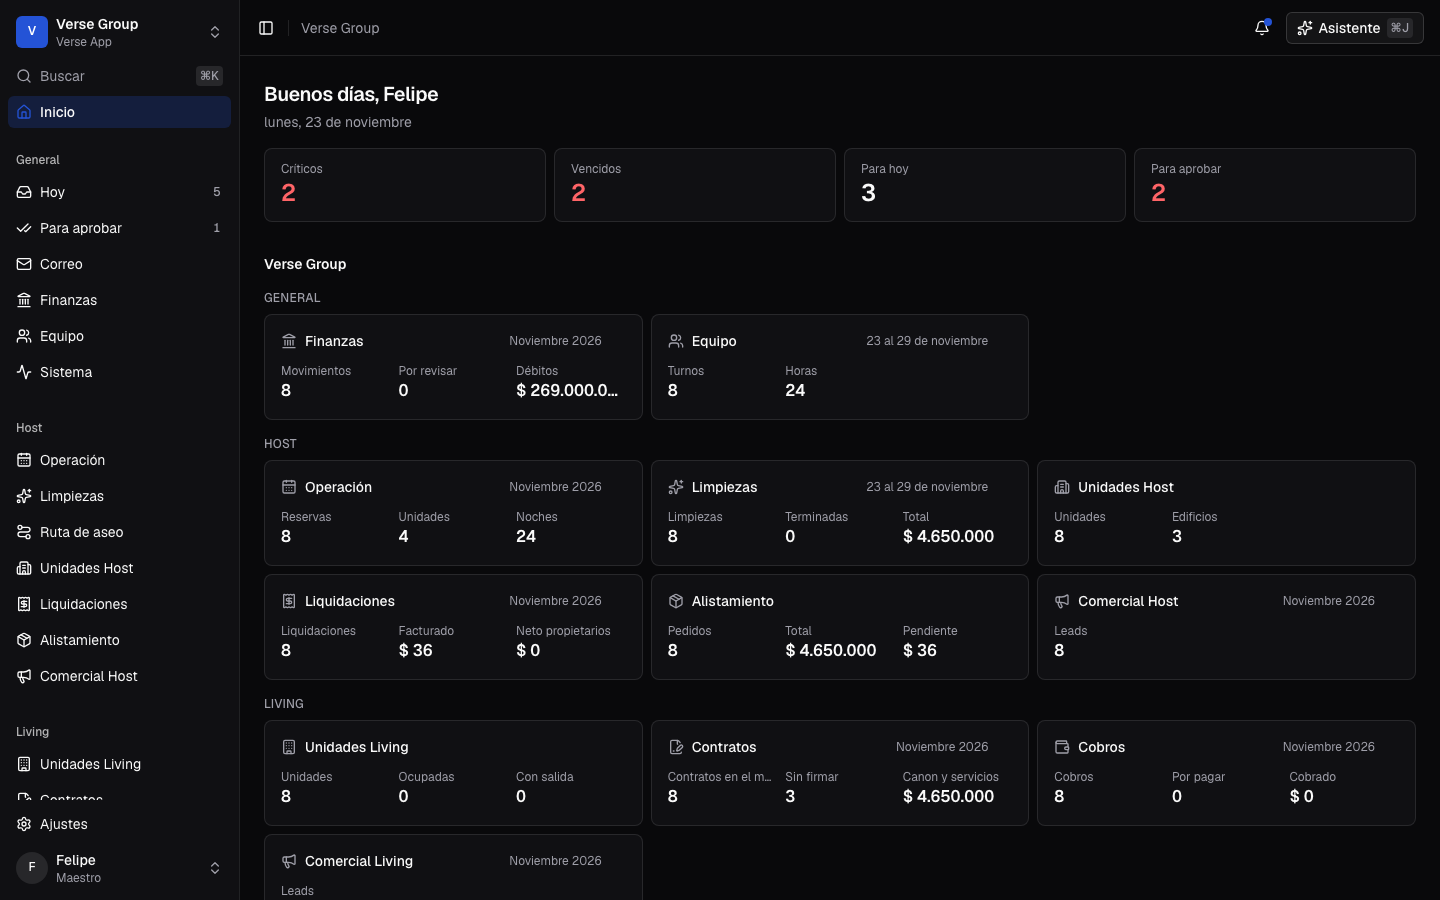 V
Verse Group
Verse App
Buscar ⌘K
Inicio
General
Hoy 5
Para aprobar 1
Correo
Finanzas
Equipo
Sistema
Host
Operación
Limpiezas
Ruta de aseo
Unidades Host
Liquidaciones
Alistamiento
Comercial Host
Living
Unidades Living
Contratos
Ajustes
F
Felipe
Maestro
Verse Group
Asistente ⌘J
Buenos días, Felipe
lunes, 23 de noviembre
Críticos Vencidos Para hoy Para aprobar
2 2 3 2
Verse Group
GENERAL
Finanzas Noviembre 2026
Movimientos Por revisar Débitos
8 0 $ 269.000.0...
Equipo 23 al 29 de noviembre
Turnos Horas
8 24
HOST
Operación Noviembre 2026
Reservas Unidades Noches
8 4 24
Limpiezas 23 al 29 de noviembre
Limpiezas Terminadas Total
8 0 $ 4.650.000
Unidades Host
Unidades Edificios
8 3
Liquidaciones Noviembre 2026
Liquidaciones Facturado Neto propietarios
8 $ 36 $ 0
Alistamiento
Pedidos Total Pendiente
8 $ 4.650.000 $ 36
Comercial Host Noviembre 2026
Leads
8
LIVING
Unidades Living
Unidades Ocupadas Con salida
8 0 0
Contratos Noviembre 2026
Contratos en el m... Sin firmar Canon y servicios
8 3 $ 4.650.000
Cobros Noviembre 2026
Cobros Por pagar Cobrado
8 0 $ 0
Comercial Living Noviembre 2026
Leads